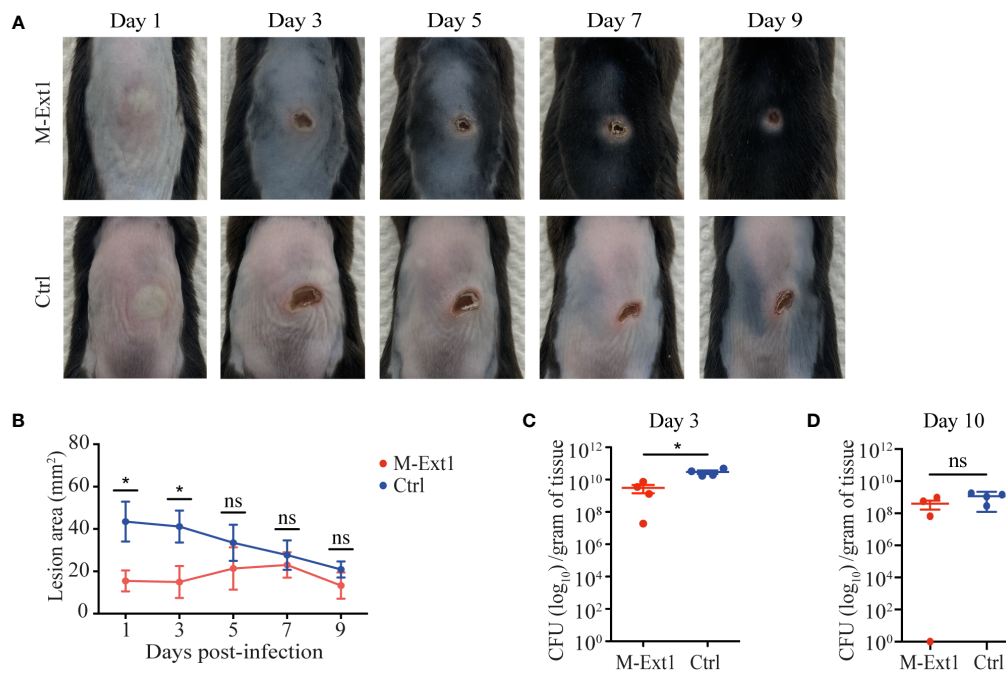 A
Day 1
Day 3
Day 5
Day 7
Day 9
M-Ext1
Ctrl
B
80
60
40
20
0
Lesion area (mm²)
*
*
ns
ns
ns
1
3
5
7
9
Days post-infection
M-Ext1
Ctrl
C
Day 3
*
10¹²
10¹⁰
10⁸
10⁶
10⁴
10²
10⁰
CFU (log₁₀) /gram of tissue
M-Ext1
Ctrl
D
Day 10
ns
10¹²
10¹⁰
10⁸
10⁶
10⁴
10²
10⁰
CFU (log₁₀) /gram of tissue
M-Ext1
Ctrl